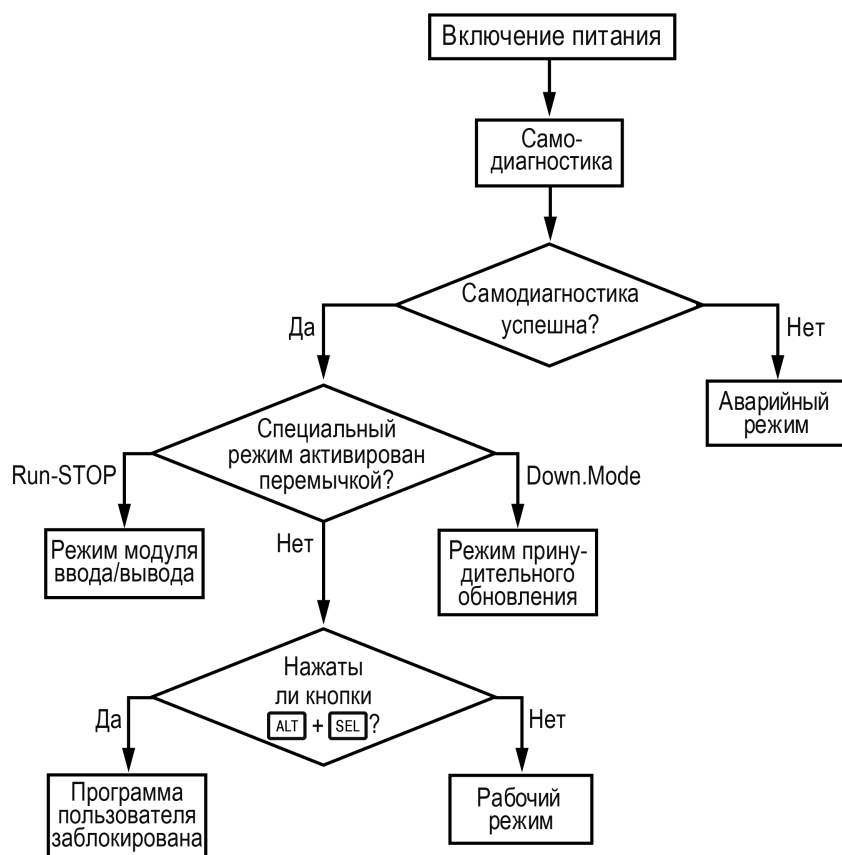 Включение питания
Само-
диагностика
Самодиагностика
успешна?
Да
Нет
Аварийный
режим
Специальный
режим активирован
перемычкой?
Run-STOP
Down.Mode
Режим модуля
ввода/вывода
Нет
Режим прину-
дительного
обновления
Нажаты
ли кнопки
ALT + SEL ?
Да
Нет
Программа
пользователя
заблокирована
Рабочий
режим